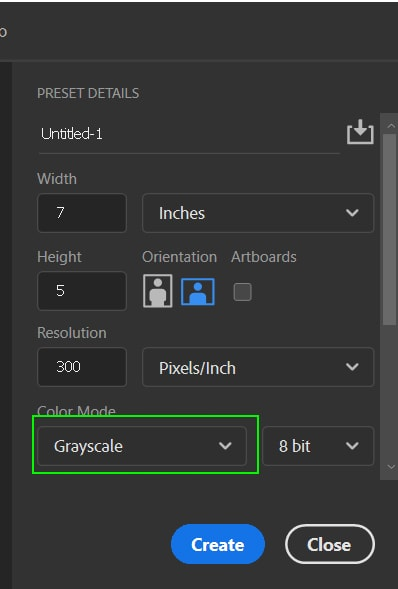 o
PRESET DETAILS
Untitled-1
Width
7 Inches
Height Orientation Artboards
5
Resolution
300 Pixels/Inch
Color Mode
Grayscale 8 bit
Create Close